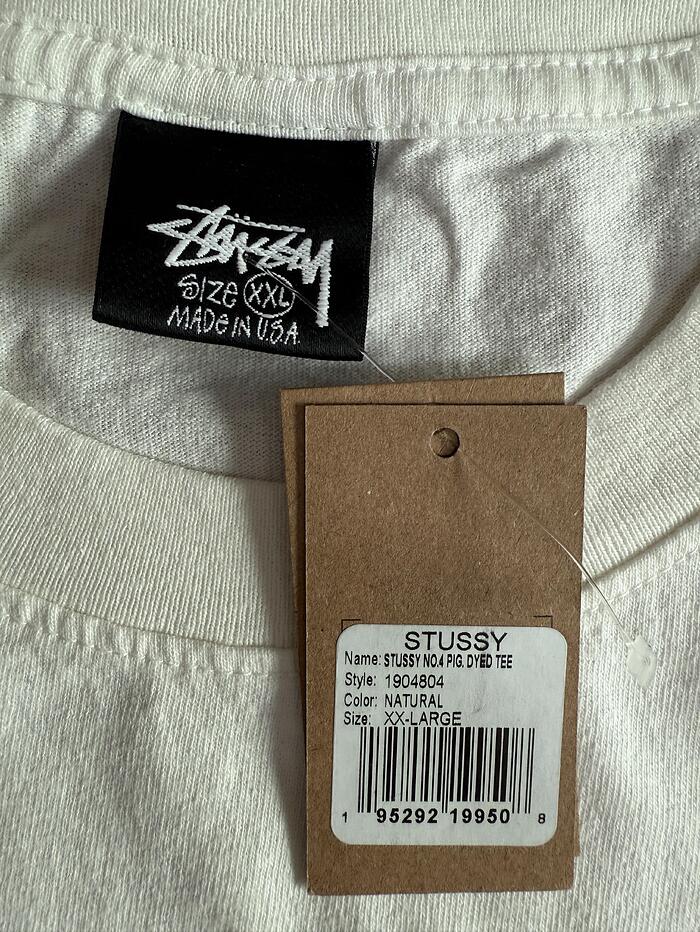 Stüssy
SIZE XXL
MADE IN U.S.A.
STUSSY
Name: STUSSY NO.4 PIG. DYED TEE
Style: 1904804
Color: NATURAL
Size: XX-LARGE
1 95292 19950 8